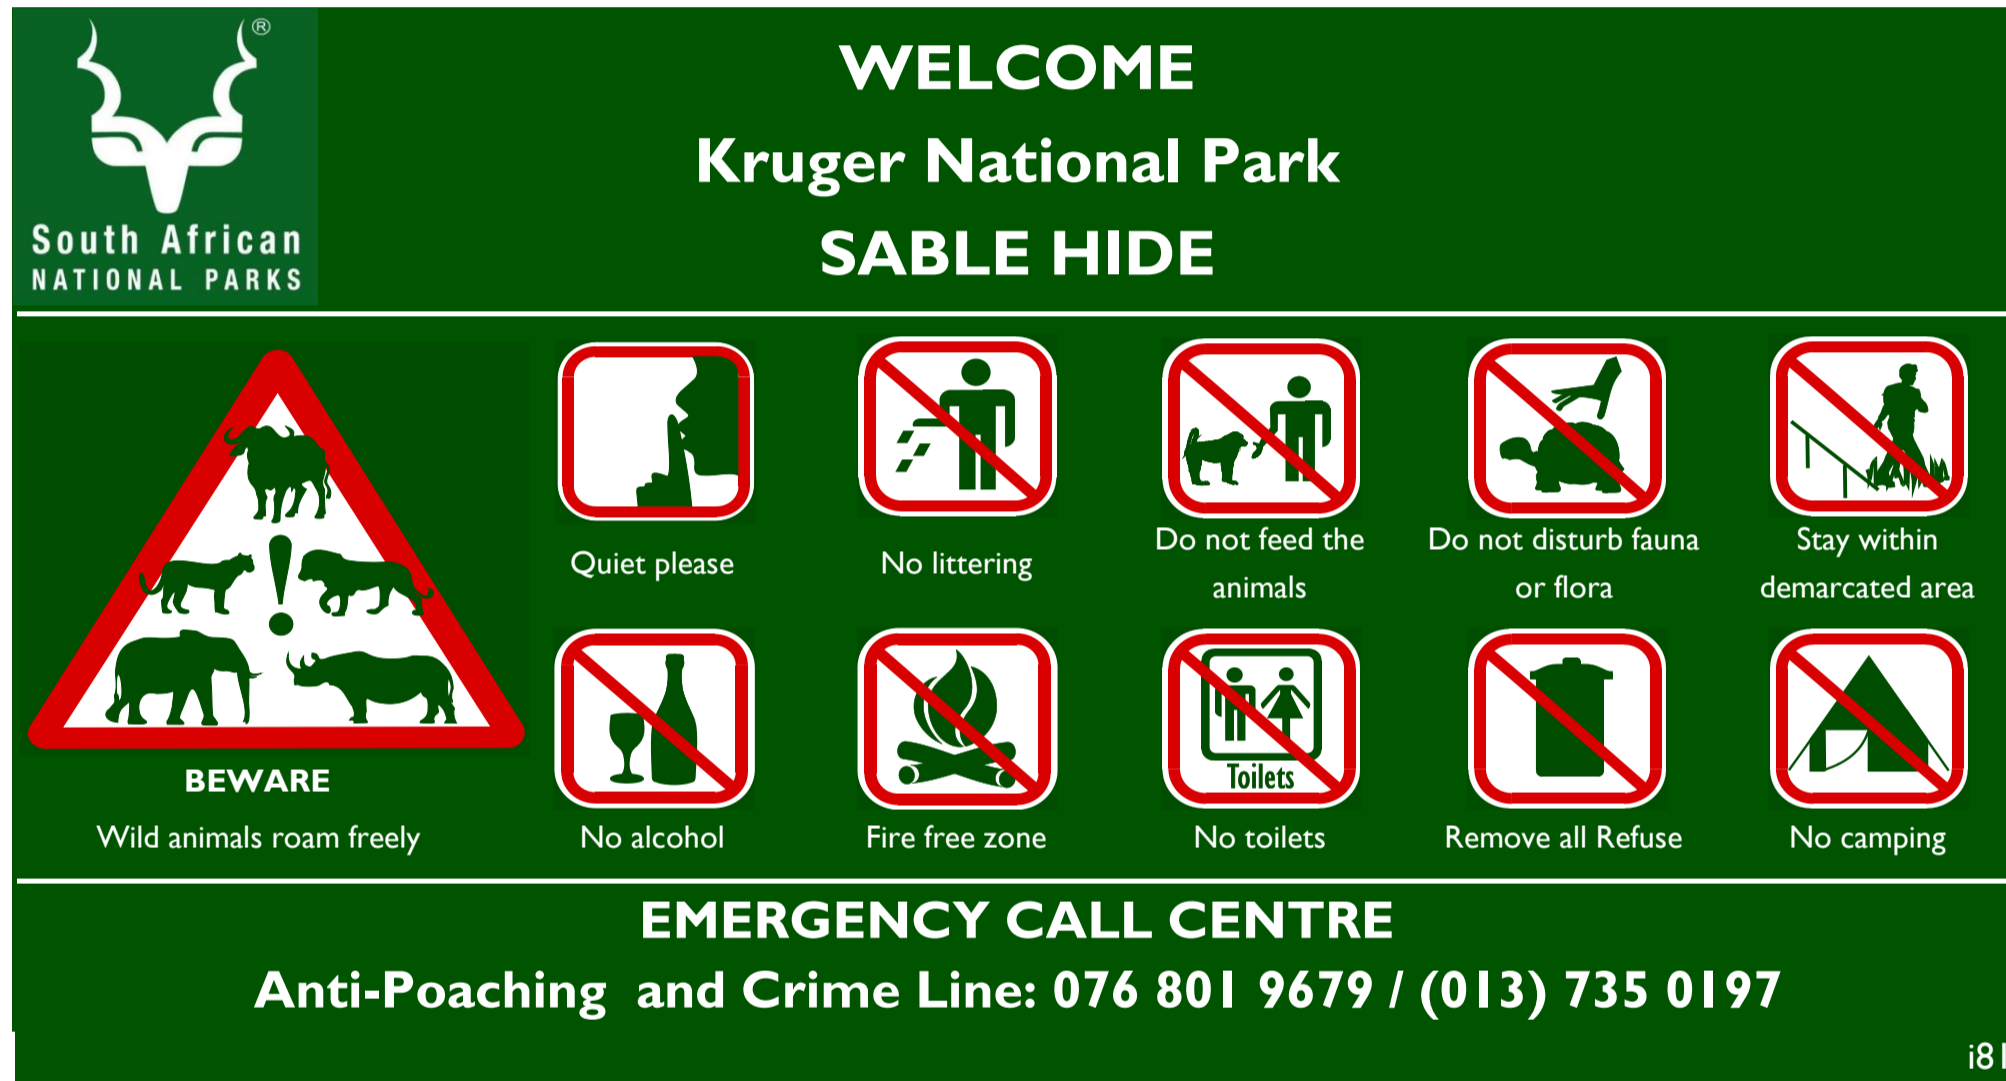 ®
South African
NATIONAL PARKS
WELCOME
Kruger National Park
SABLE HIDE
BEWARE
Wild animals roam freely
Quiet please
No littering
Do not feed the
animals
Do not disturb fauna
or flora
Stay within
demarcated area
No alcohol
Fire free zone
Toilets
No toilets
Remove all Refuse
No camping
EMERGENCY CALL CENTRE
Anti-Poaching and Crime Line: 076 801 9679 / (013) 735 0197
i81